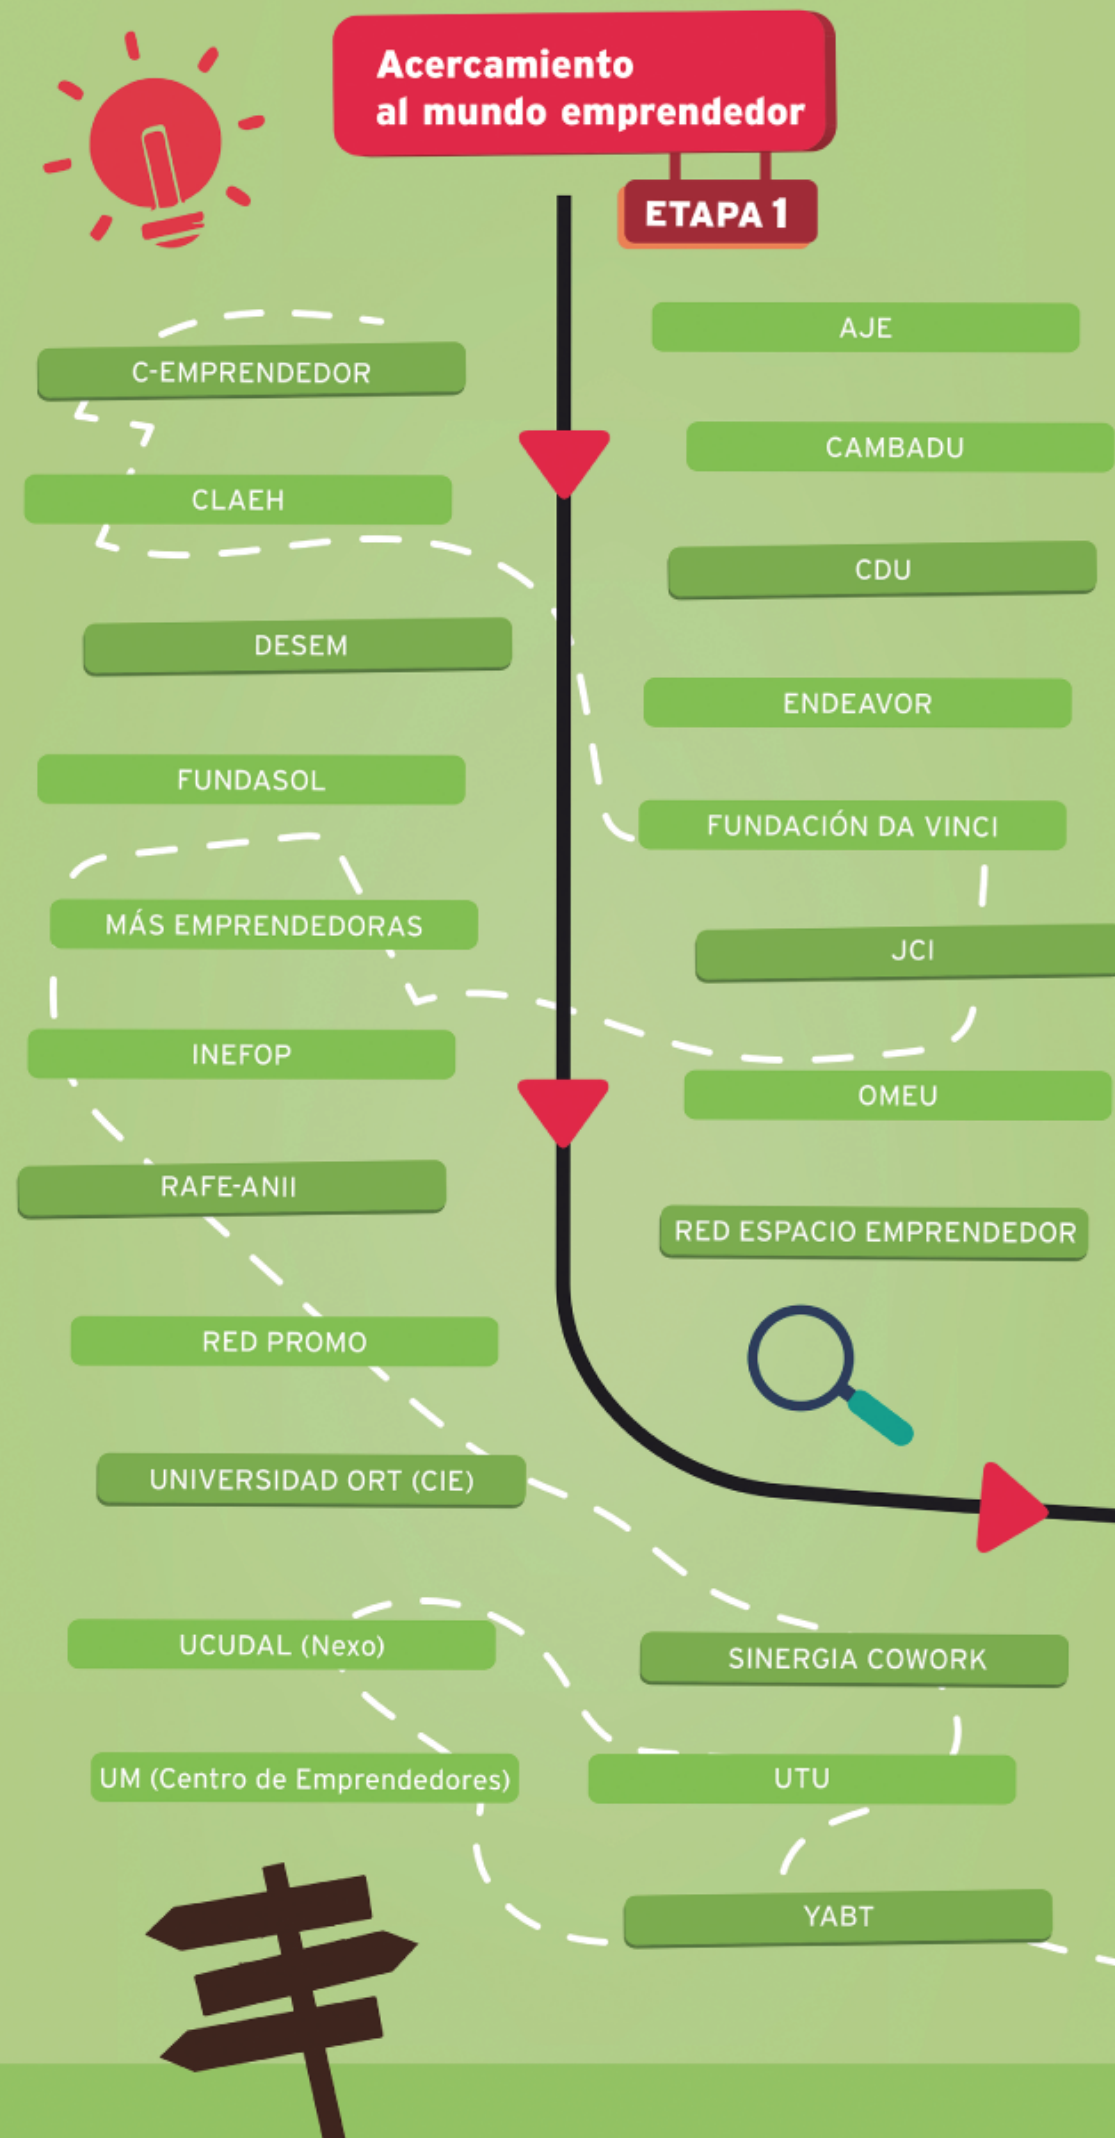 Acercamiento
al mundo emprendedor
ETAPA 1
AJE
C-EMPRENDEDOR
CAMBADU
CLAEH
CDU
DESEM
ENDEAVOR
FUNDASOL
FUNDACIÓN DA VINCI
MÁS EMPRENDEDORAS
JCI
INEFOP
OMEU
RAFE-ANII
RED ESPACIO EMPRENDEDOR
RED PROMO
UNIVERSIDAD ORT (CIE)
UCUDAL (Nexo)
SINERGIA COWORK
UM (Centro de Emprendedores)
UTU
YABT